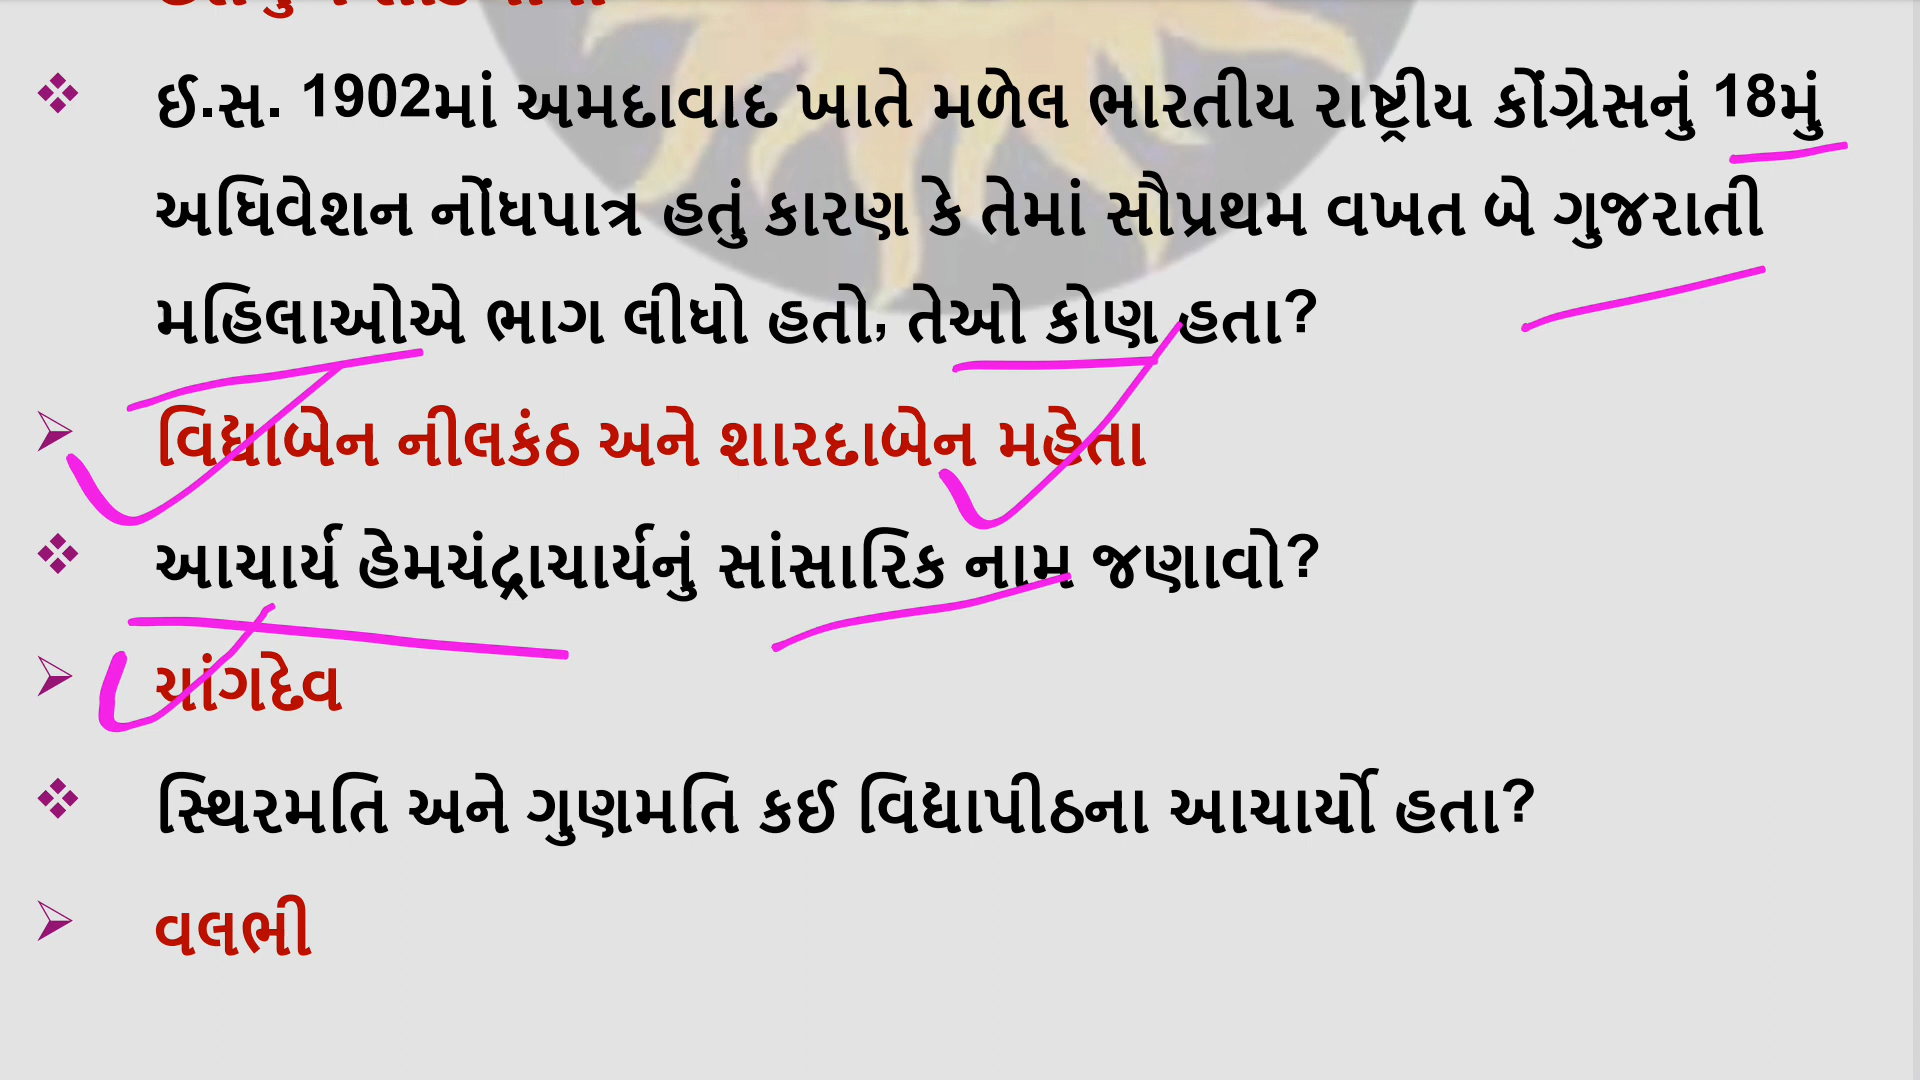 ઈ.સ. 1902માં અમદાવાદ ખાતે મળેલ ભારતીય રાષ્ટ્રીય કોંગ્રેસનું 18મું
અધિવેશન નોંધપાત્ર હતું કારણ કે તેમાં સૌપ્રથમ વખત બે ગુજરાતી
મહિલાઓએ ભાગ લીધો હતો, તેઓ કોણ હતા?
વિદ્યાબેન નીલકંઠ અને શારદાબેન મહેતા
આચાર્ય હેમચંદ્રાચાર્યનું સાંસારિક નામ જણાવો?
ચાંગદેવ
સ્થિરમતિ અને ગુણમતિ કઈ વિદ્યાપીઠના આચાર્યો હતા?
વલભી